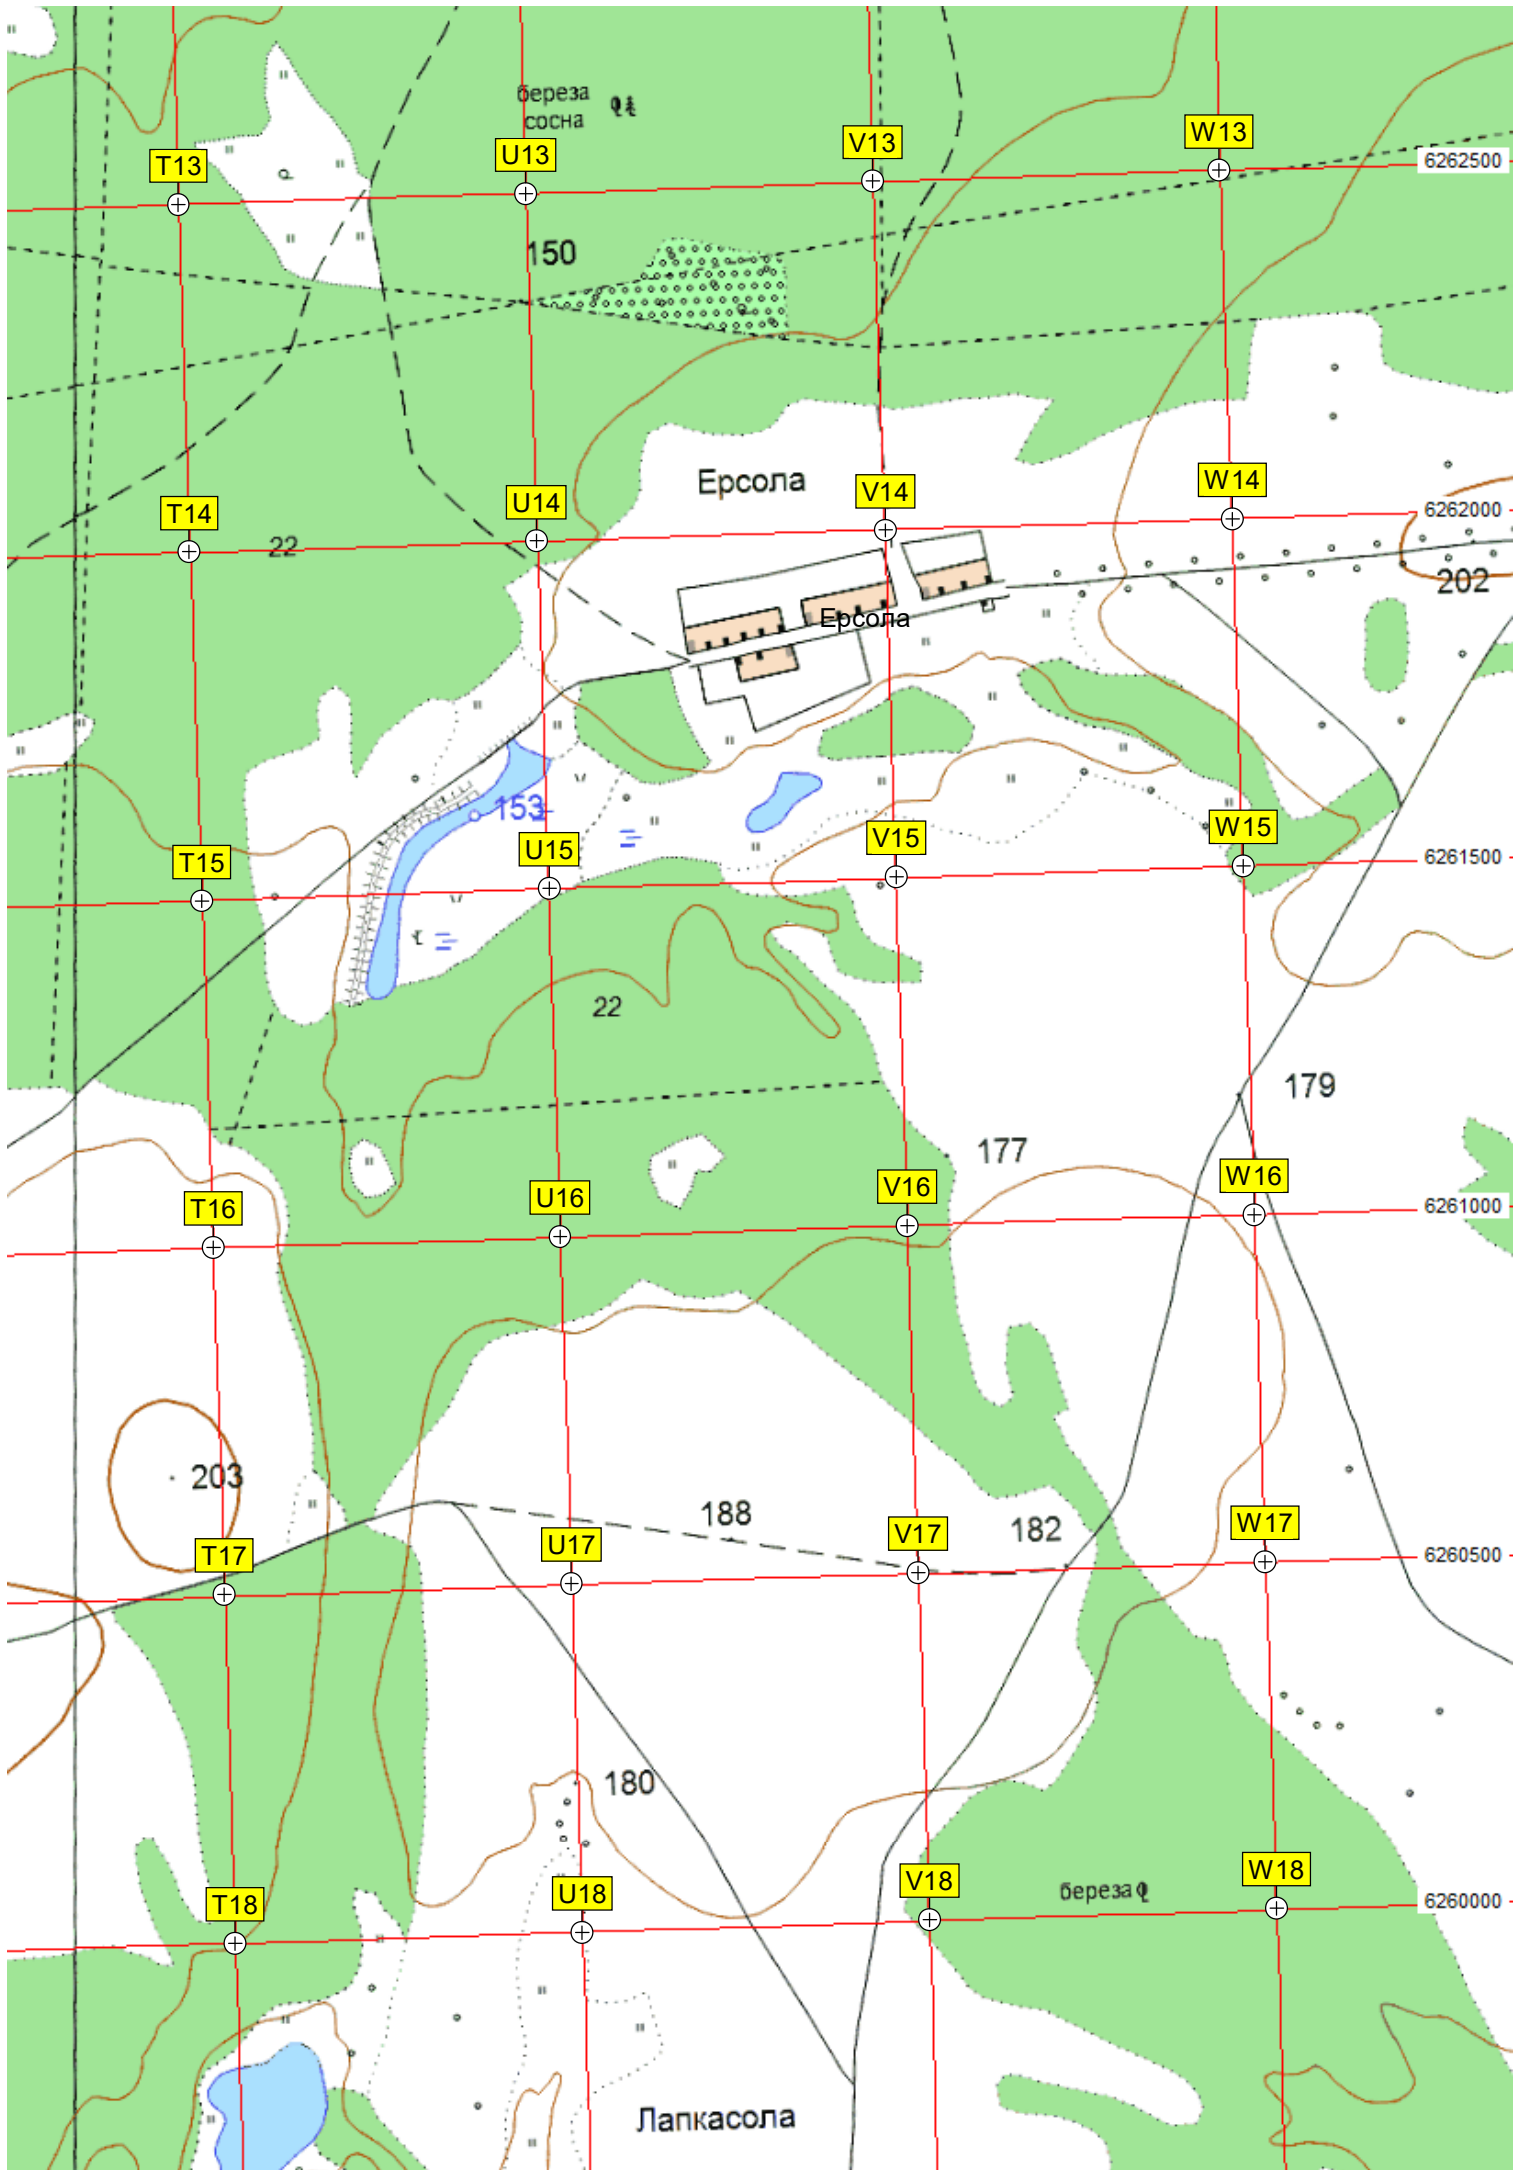 береза
сосна
W13
V13
U13
T13
6262500
150
Ерсола
W14
V14
U14
T14
6262000
22
202
Ерсола
153
W15
V15
U15
T15
6261500
22
179
177
W16
V16
U16
T16
6261000
203
188
182
W17
V17
U17
T17
6260500
180
W18
V18
U18
T18
береза
6260000
Лапкасола